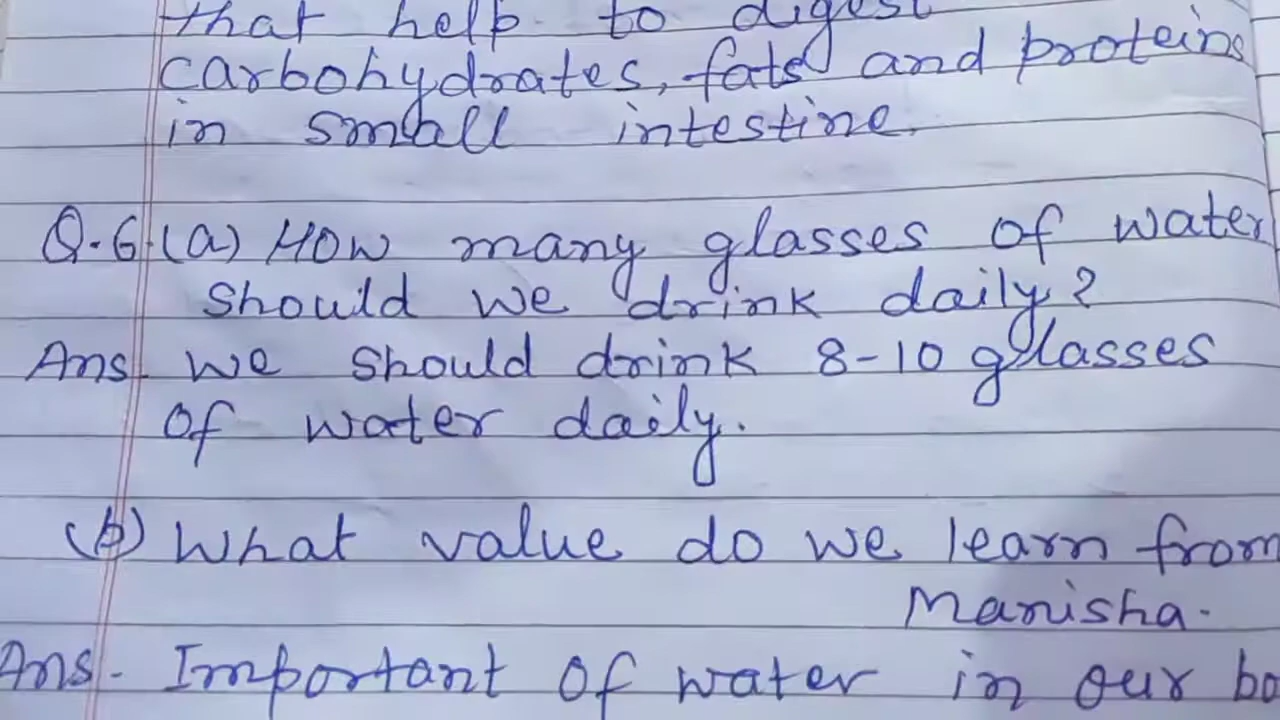 that help to digest
carbohydrates, fats and proteins
in small intestine.
Q.6.(a) How many glasses of water
should we drink daily?
Ans. We should drink 8-10 glasses
of water daily.
(b) What value do we learn from
Manisha.
Ans. Important of water in our bo